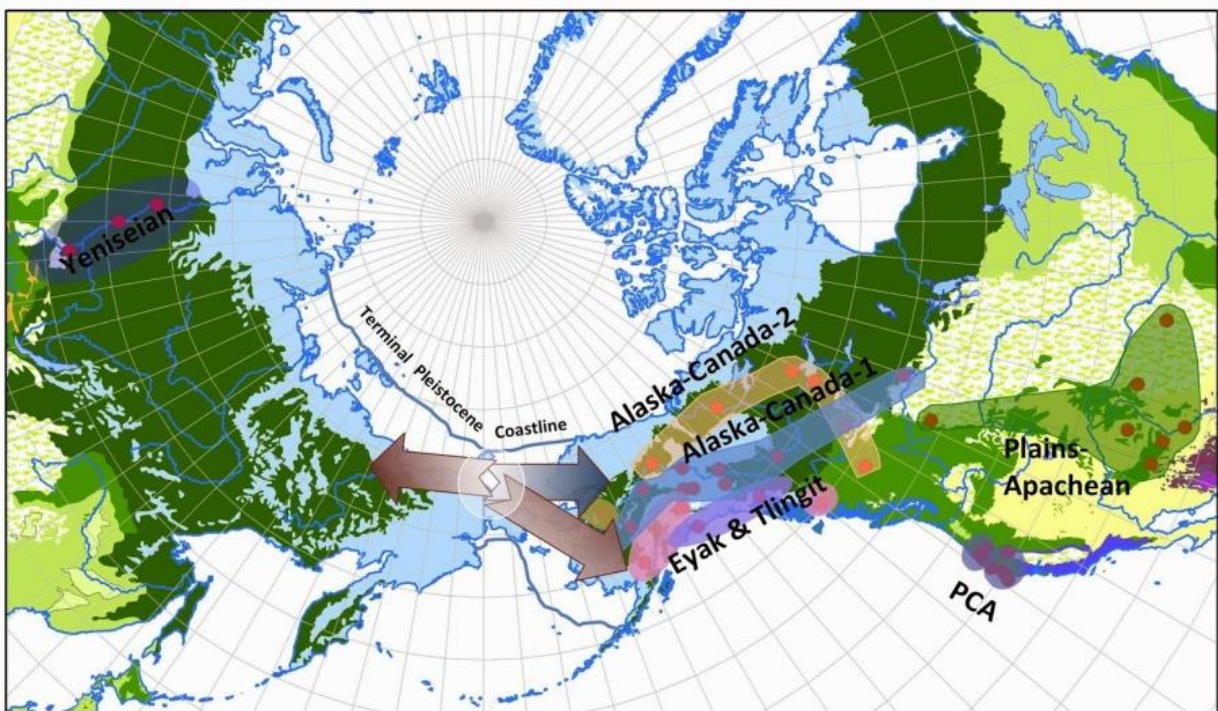 Yeniseian
Terminal Pleistocene
Coastline
Alaska-Canada-2
Alaska-Canada-1
Eyak & Tlingit
Plains-
Apachean
PCA